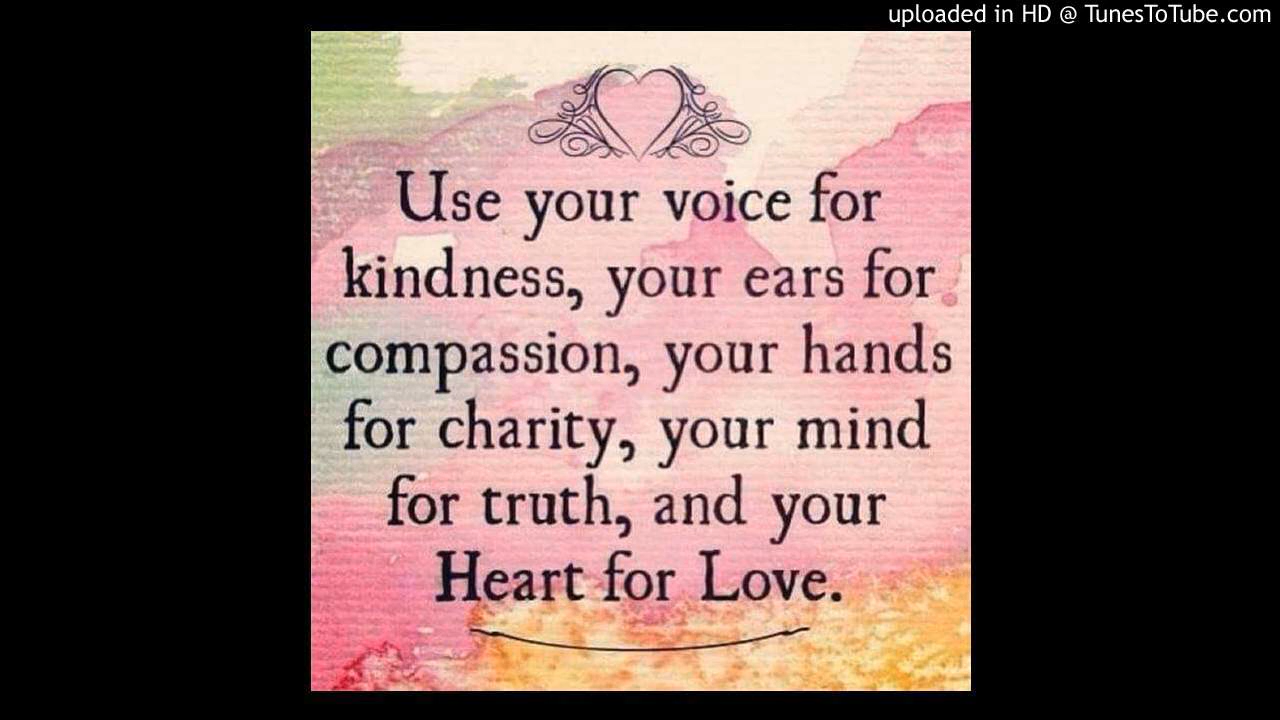 uploaded in HD @ TunesToTube.com
Use your voice for
kindness, your ears for
compassion, your hands
for charity, your mind
for truth, and your
Heart for Love.